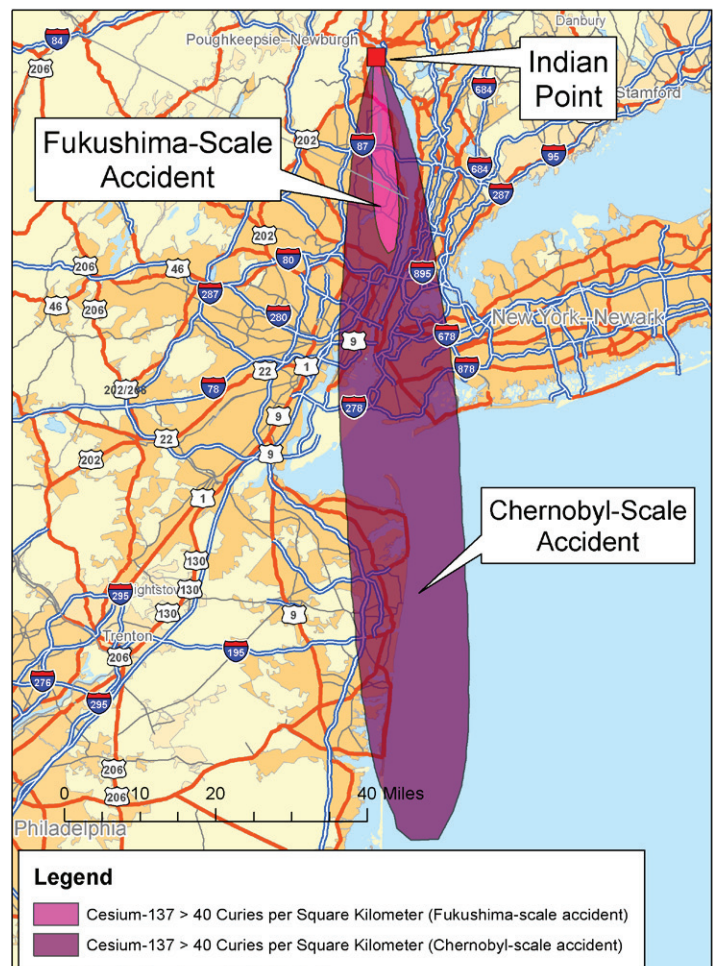 Danbury
84
Poughkeepsie–Newburgh
206
Indian
Point
684
Stamford
Fukushima-Scale
Accident
202
87
95
684
287
202
80
895
206
46
287
46
206
280
New York–Newark
9
678
22
1
878
202/206
78
278
9
22
9
202
1
Chernobyl-Scale
Accident
130
295
ightstow
130
9
130
Trenton
206
195
276
295
206
0
10
20
40 Miles
206
Philadelphia
Legend
Cesium-137 > 40 Curies per Square Kilometer (Fukushima-scale accident)
Cesium-137 > 40 Curies per Square Kilometer (Chernobyl-scale accident)